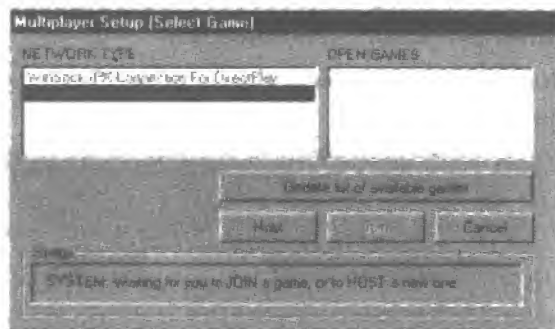 Multiplayer Setup (Select Game)
NETWORK TYPE
OPEN GAMES
Winsock IPX Connection For DirectPlay
Update list of available games
Host
Join
Cancel
Status
SYSTEM: Waiting for you to JOIN a game, or to HOST a new one